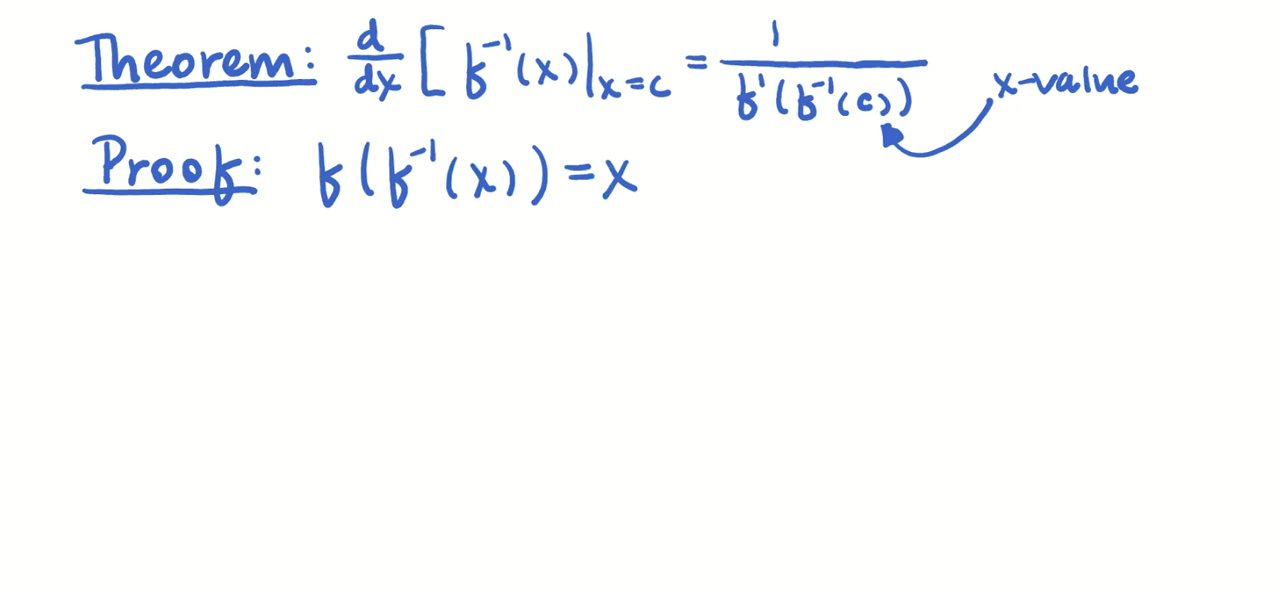 Theorem: d/dx [f⁻¹(x)|ₓ₌c = 1/(f'(f⁻¹(c)))
x-value
Proof: f(f⁻¹(x)) = x